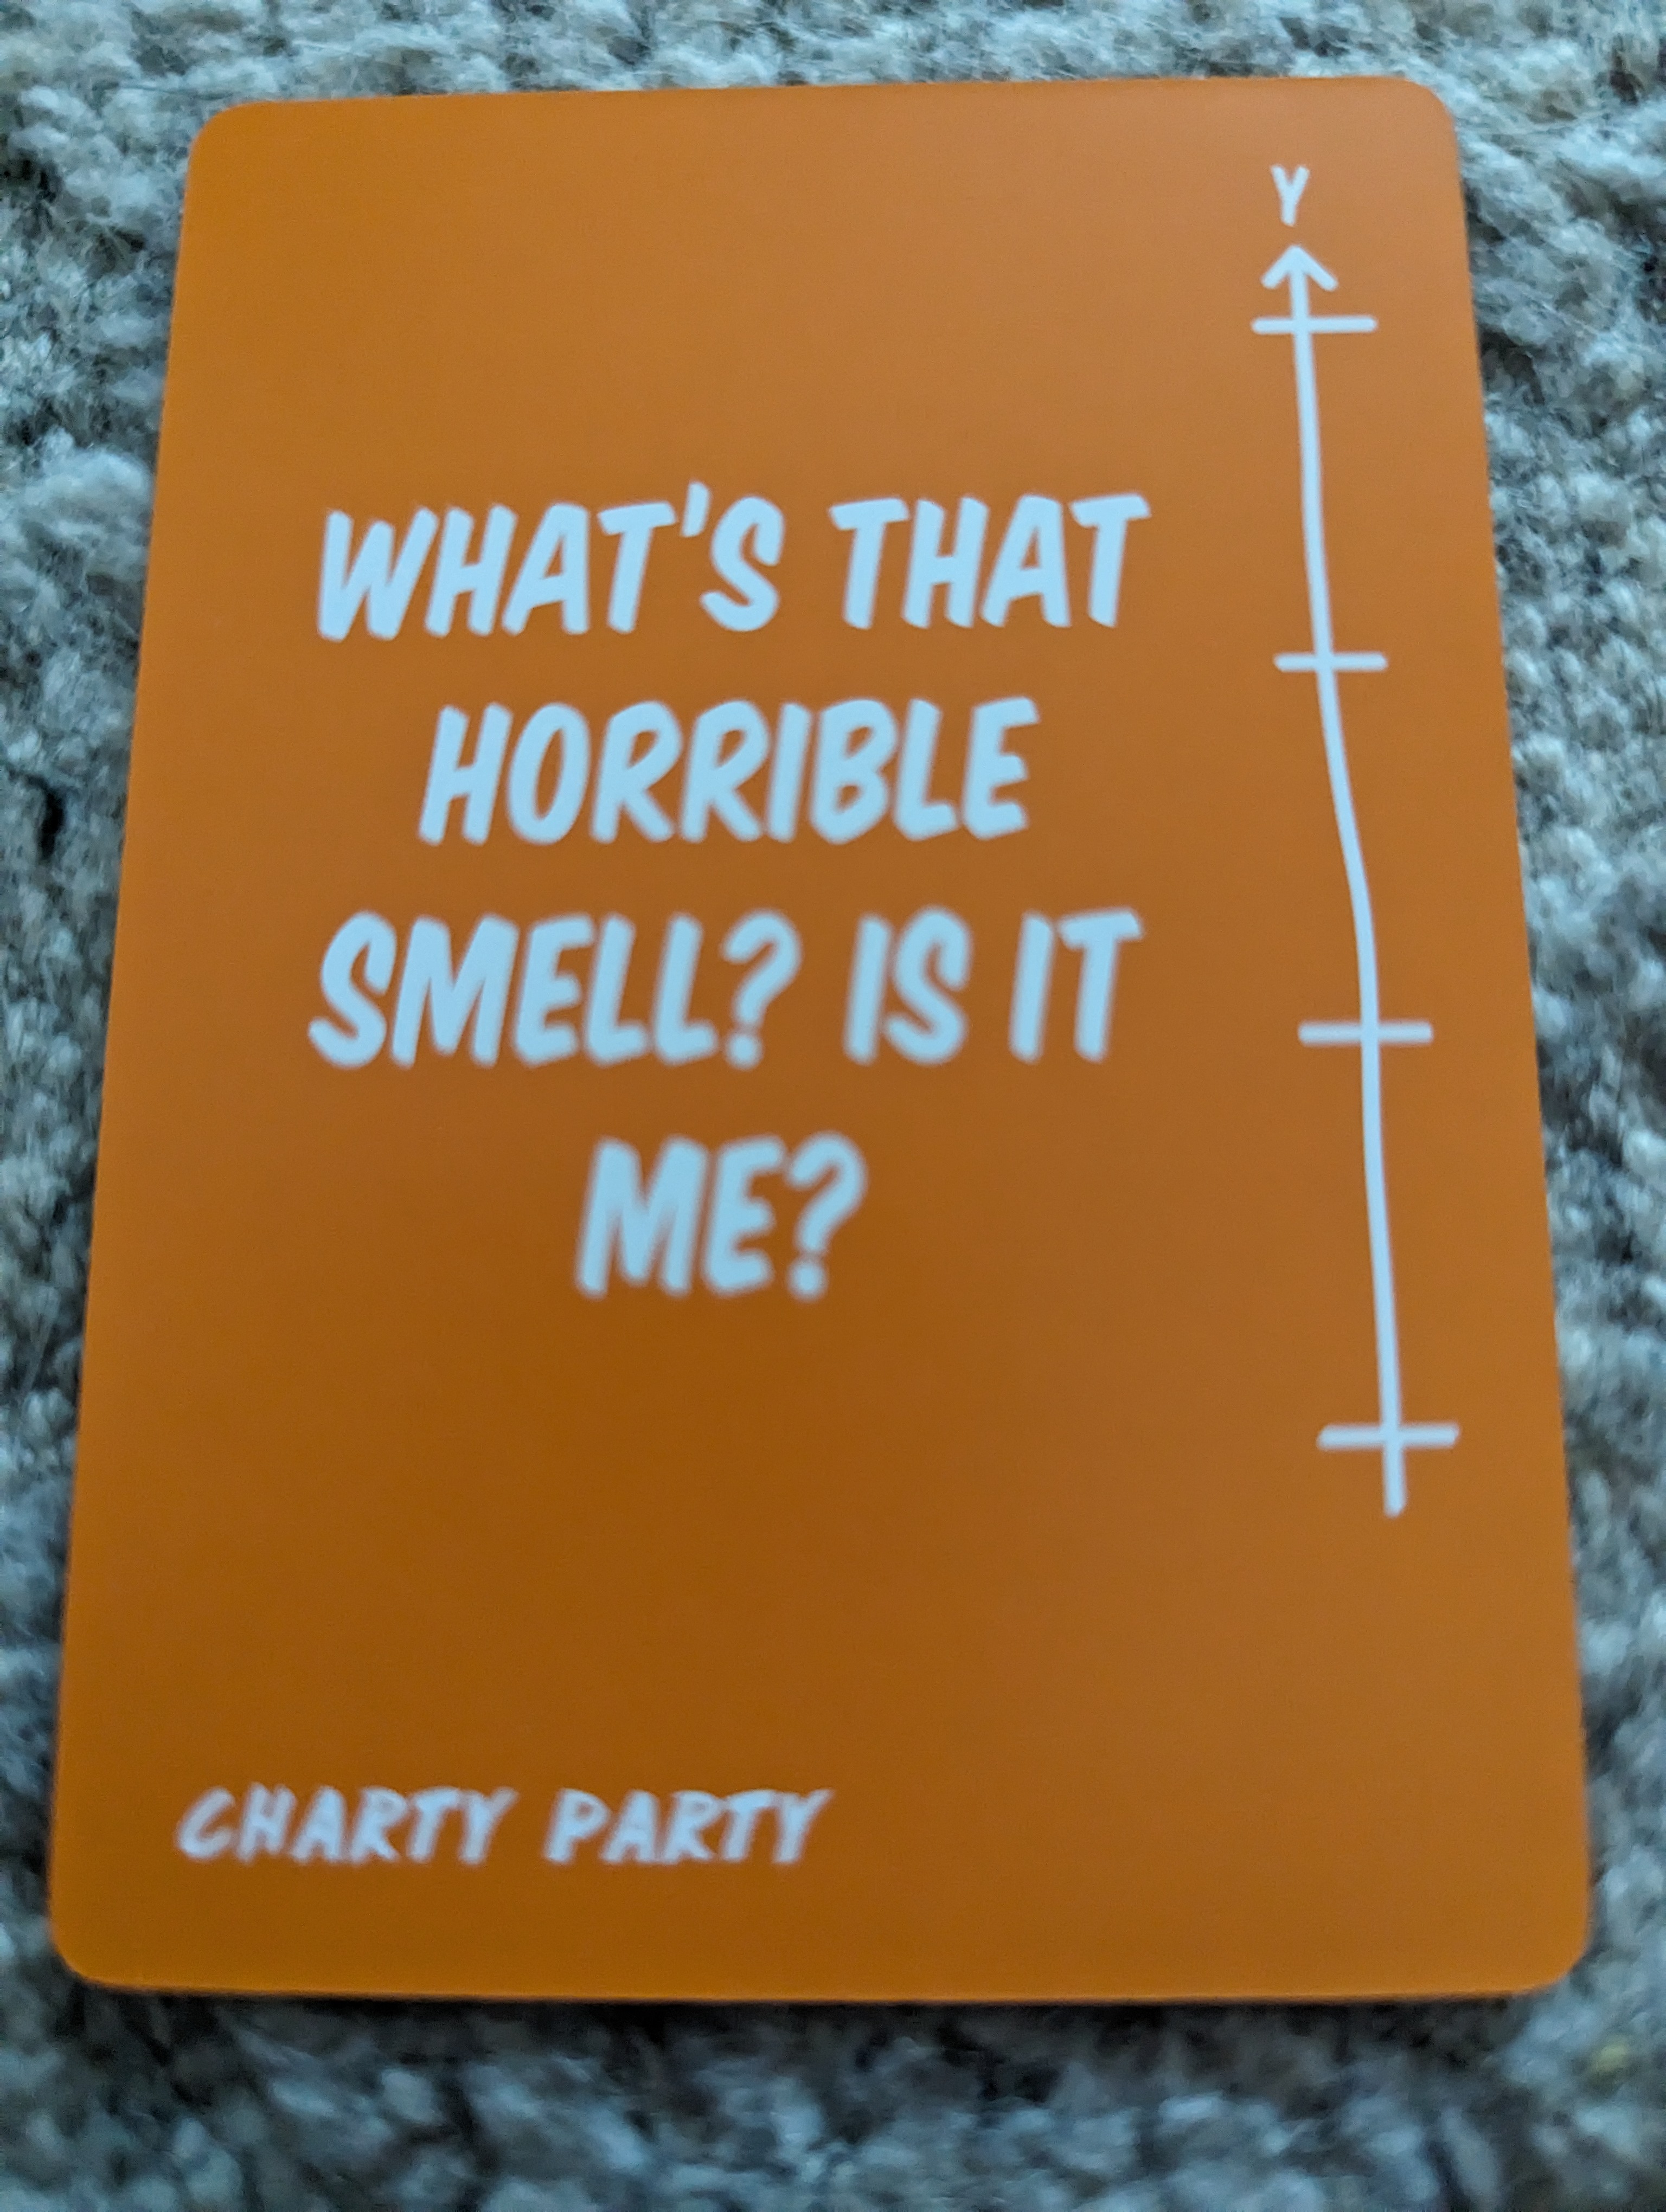 Y
WHAT'S THAT
HORRIBLE
SMELL? IS IT
ME?
CHARTY PARTY